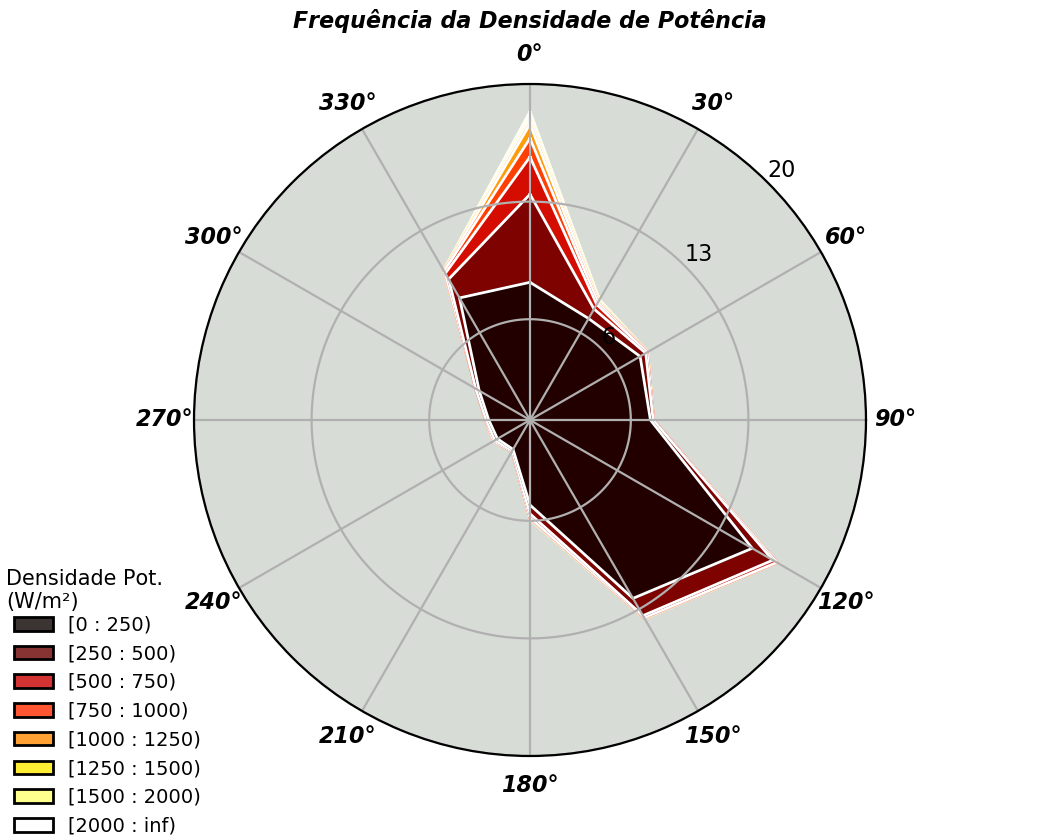 Frequência da Densidade de Potência
0°
330°
30°
20
300°
60°
13
6
270°
90°
240°
120°
210°
150°
180°
Densidade Pot.
(W/m²)
[0 : 250)
[250 : 500)
[500 : 750)
[750 : 1000)
[1000 : 1250)
[1250 : 1500)
[1500 : 2000)
[2000 : inf)